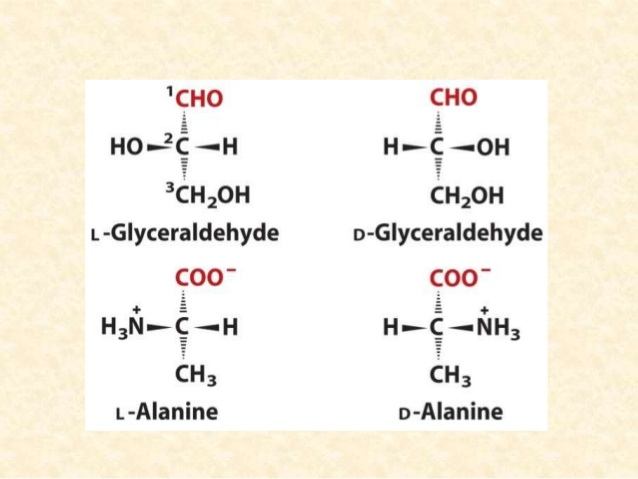 ¹CHO CHO
HO ²C H H C OH
³CH₂OH CH₂OH
L-Glyceraldehyde D-Glyceraldehyde
COO⁻ COO⁻
H₃N⁺ C H H C N⁺H₃
CH₃ CH₃
L-Alanine D-Alanine